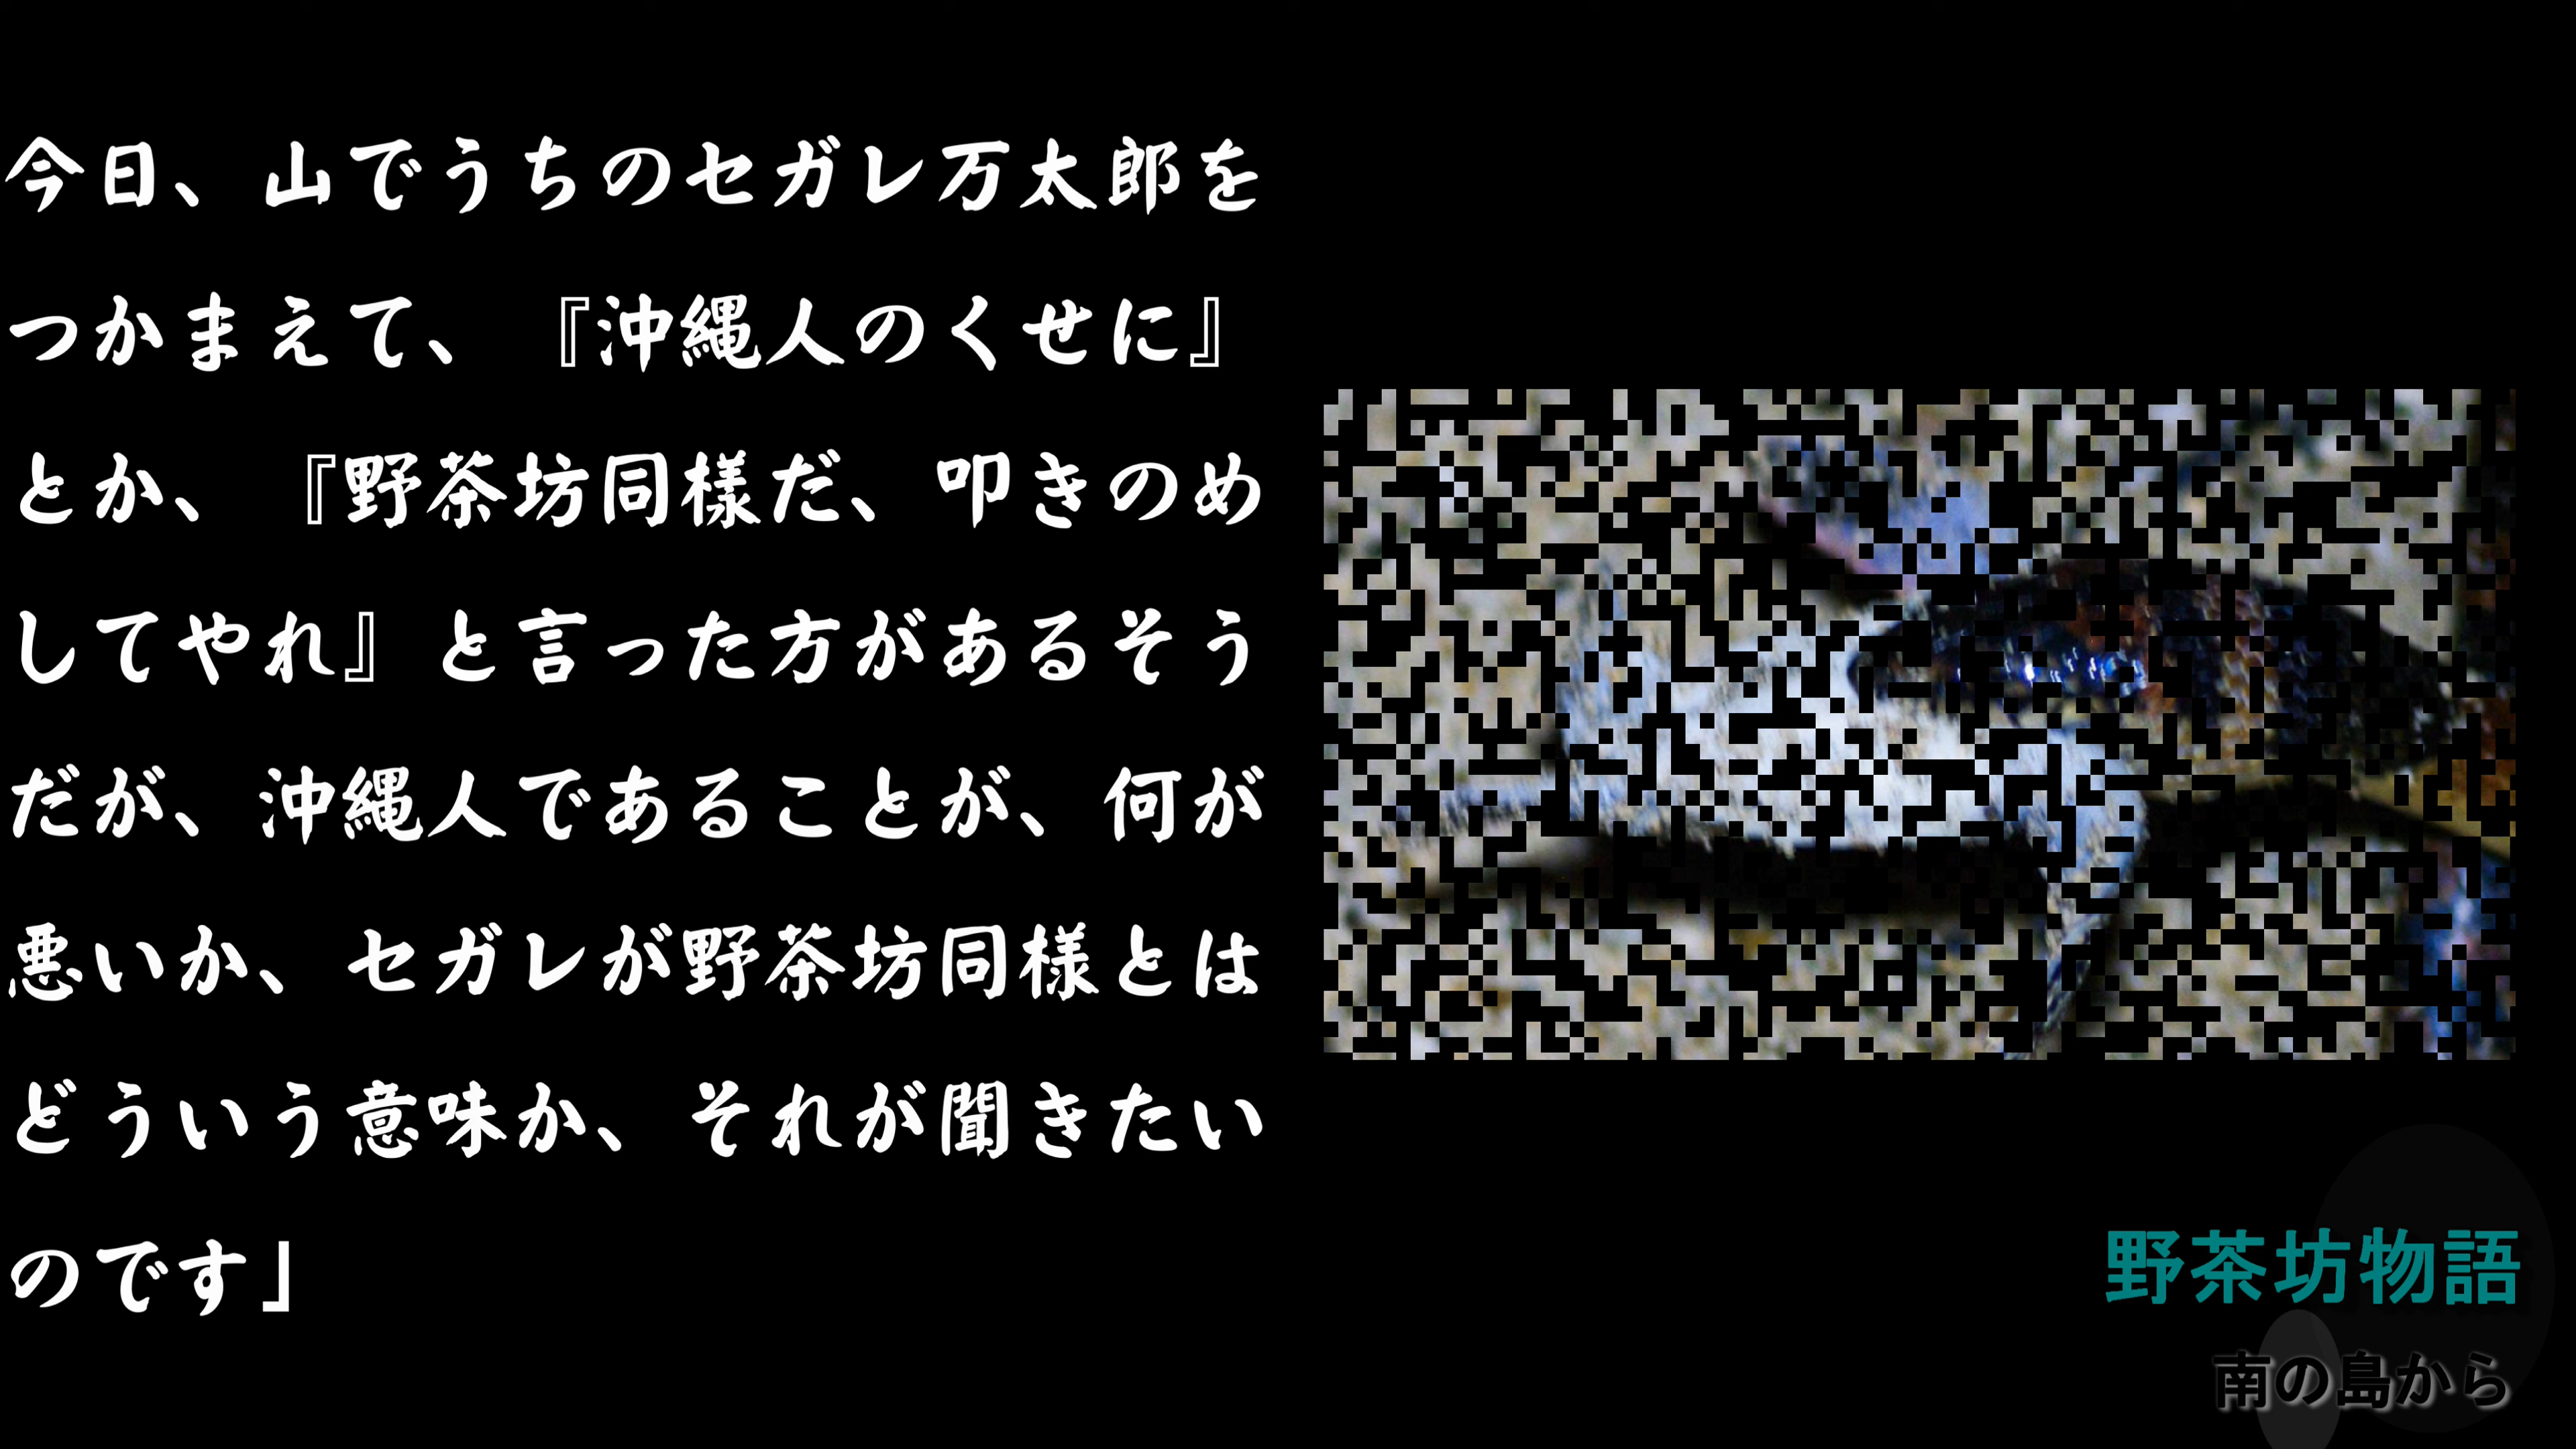 今日、山でうちのセガレ万太郎を
つかまえて、『沖縄人のくせに』
とか、『野茶坊同様だ、叩きのめ
してやれ』と言った方があるそう
だが、沖縄人であることが、何が
悪いか、セガレが野茶坊同様とは
どういう意味か、それが聞きたい
のです」
野茶坊物語
南の島から